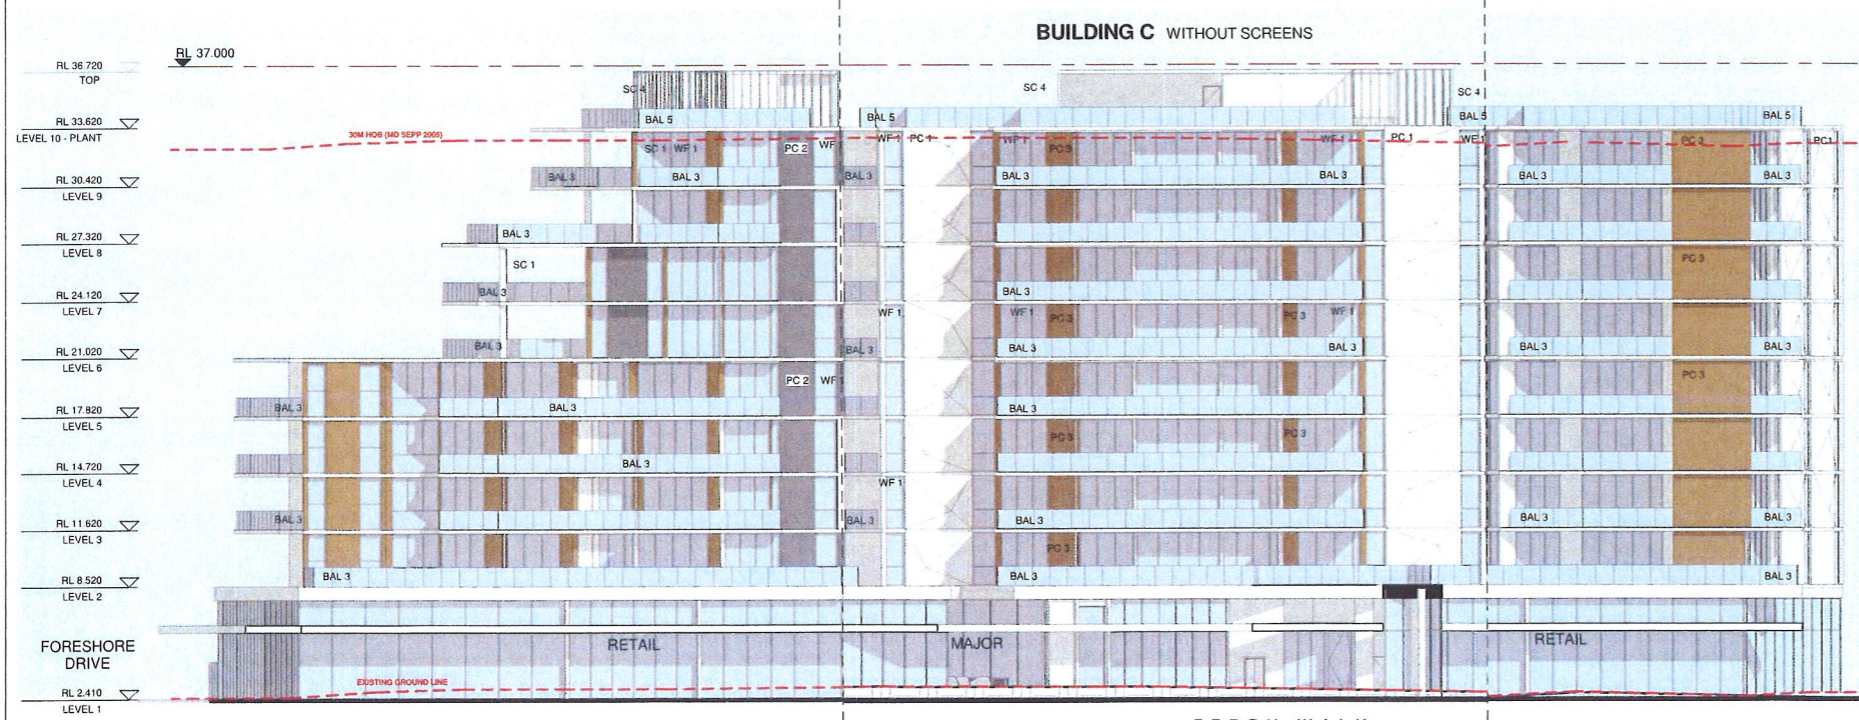 BUILDING C WITHOUT SCREENS
RL 37.000
RL 36.720
TOP
SC 4
SC 4
SC 4
BAL 5
BAL 5
BAL 5
BAL 5
RL 33.620
LEVEL 10 - PLANT
30M HOB (MD SEPP 2005)
SC 1
WF 1
PC 2
WF 1
WF 1
PC 1
WF 1
PC 3
WF 1
PC 1
WF 1
PC 3
PC1
RL 30.420
LEVEL 9
BAL 3
BAL 3
BAL 3
BAL 3
BAL 3
BAL 3
BAL 3
RL 27.320
LEVEL 8
BAL 3
SC 1
PC 3
RL 24.120
LEVEL 7
BAL 3
BAL 3
WF 1
WF 1
PC 3
PC 3
WF 1
RL 21.020
LEVEL 6
BAL 3
BAL 3
BAL 3
BAL 3
BAL 3
BAL 3
PC 2
WF 1
PC 3
RL 17.820
LEVEL 5
BAL 3
BAL 3
BAL 3
PC 3
PC 3
RL 14.720
LEVEL 4
BAL 3
WF 1
RL 11.620
LEVEL 3
BAL 3
BAL 3
BAL 3
BAL 3
BAL 3
PC 3
RL 8.520
LEVEL 2
BAL 3
BAL 3
BAL 3
FORESHORE
DRIVE
RETAIL
MAJOR
RETAIL
EXISTING GROUND LINE
RL 2.410
LEVEL 1